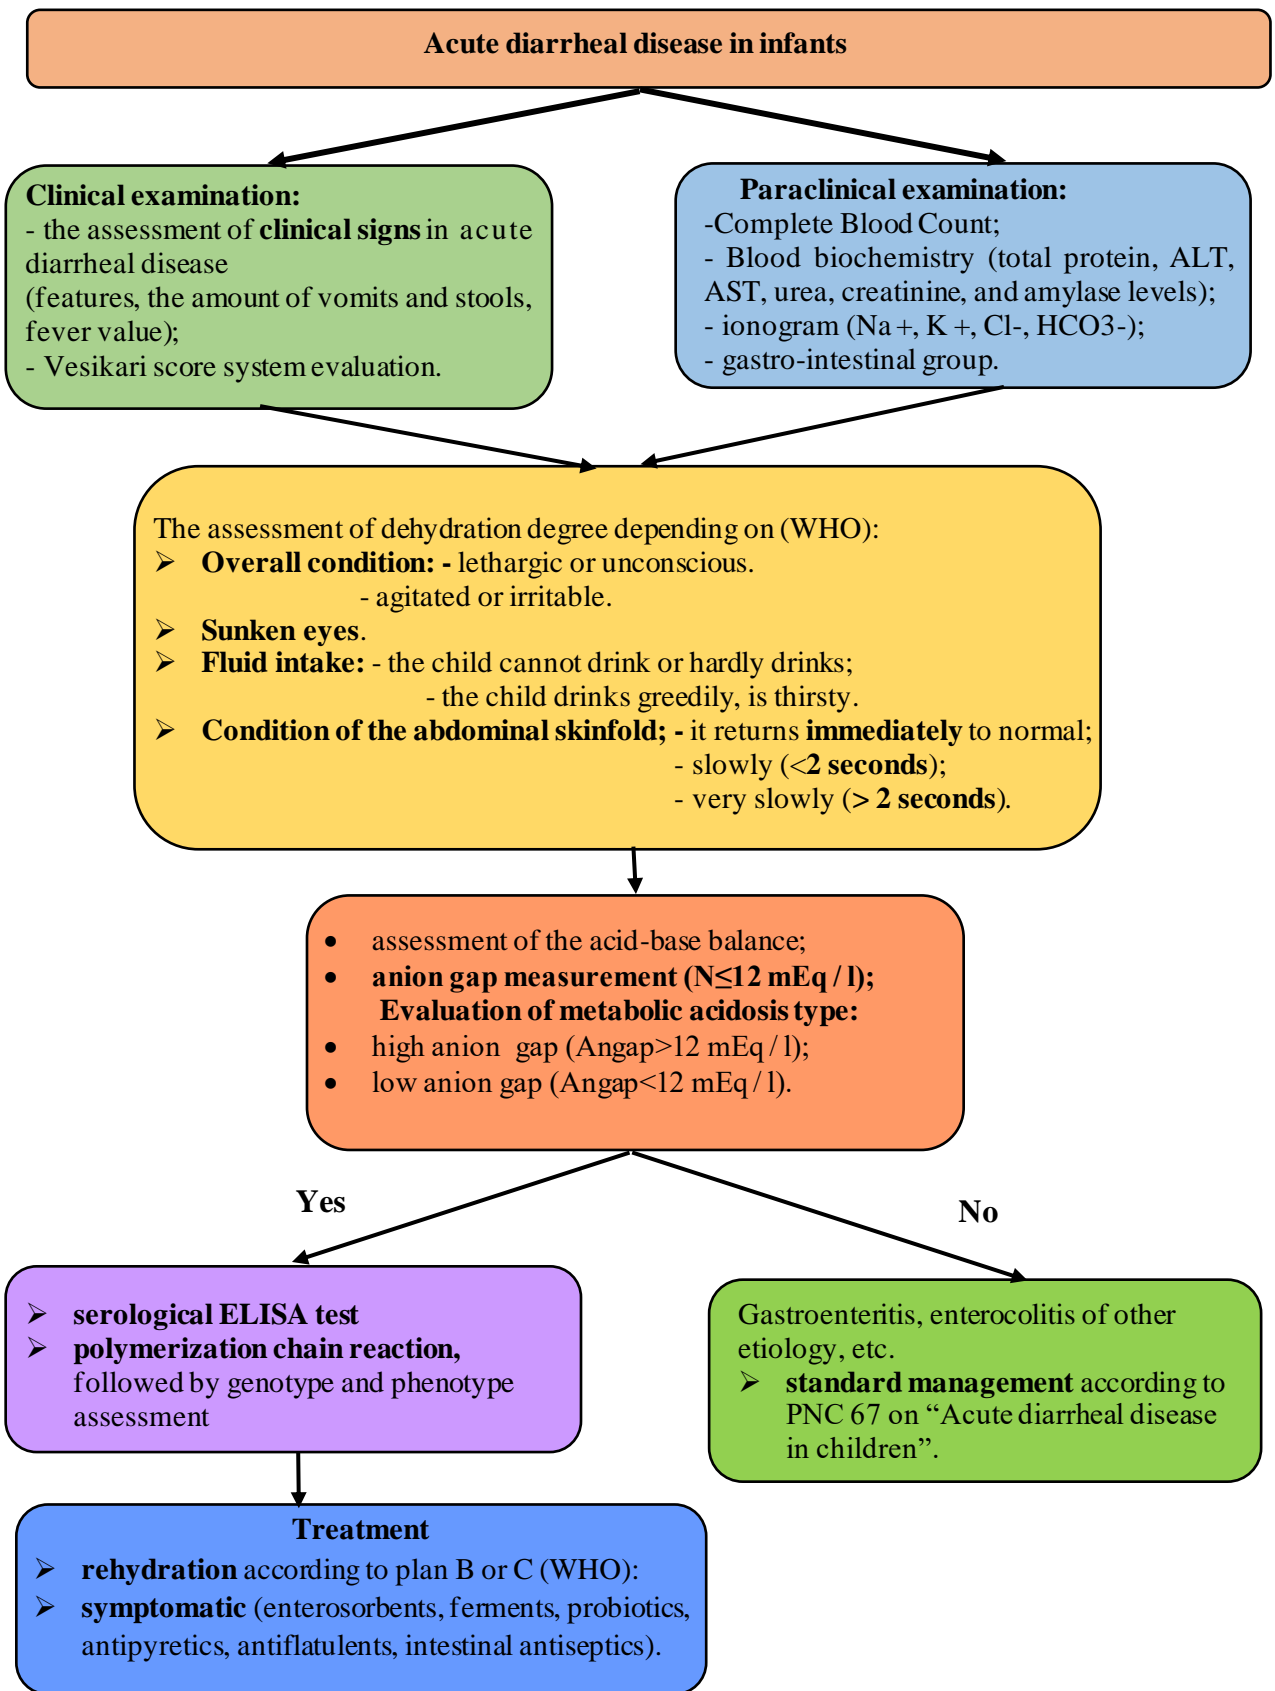 Acute diarrheal disease in infants
Clinical examination:
- the assessment of clinical signs in acute
diarrheal disease
(features, the amount of vomits and stools,
fever value);
- Vesikari score system evaluation.
Paraclinical examination:
-Complete Blood Count;
- Blood biochemistry (total protein, ALT,
AST, urea, creatinine, and amylase levels);
- ionogram (Na +, K +, Cl-, HCO3-);
- gastro-intestinal group.
The assessment of dehydration degree depending on (WHO):
➢ Overall condition: - lethargic or unconscious.
- agitated or irritable.
➢ Sunken eyes.
➢ Fluid intake: - the child cannot drink or hardly drinks;
- the child drinks greedily, is thirsty.
➢ Condition of the abdominal skinfold; - it returns immediately to normal;
- slowly (<2 seconds);
- very slowly (> 2 seconds).
• assessment of the acid-base balance;
• anion gap measurement (N≤12 mEq / l);
Evaluation of metabolic acidosis type:
• high anion gap (Angap>12 mEq / l);
• low anion gap (Angap<12 mEq / l).
Yes
No
➢ serological ELISA test
➢ polymerization chain reaction,
followed by genotype and phenotype
assessment
Gastroenteritis, enterocolitis of other
etiology, etc.
➢ standard management according to
PNC 67 on “Acute diarrheal disease
in children”.
Treatment
➢ rehydration according to plan B or C (WHO):
➢ symptomatic (enterosorbents, ferments, probiotics,
antipyretics, antiflatulents, intestinal antiseptics).